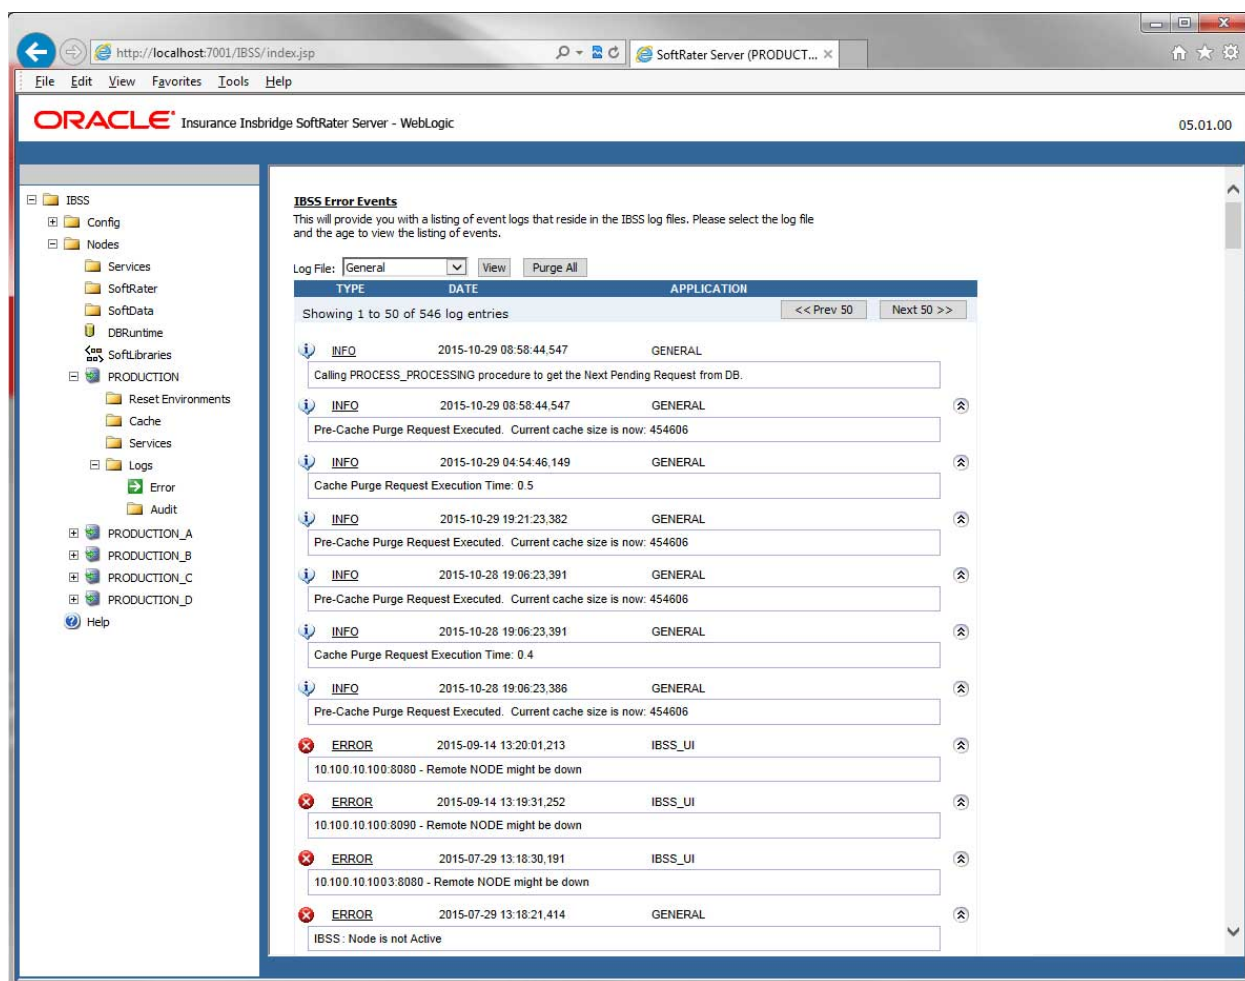 http://localhost:7001/IBSS/index.jsp
SoftRater Server (PRODUCT...
File Edit View Favorites Tools Help
ORACLE Insurance Insbridge SoftRater Server - WebLogic
05.01.00
IBSS
Config
Nodes
Services
SoftRater
SoftData
DBRuntime
SoftLibraries
PRODUCTION
Reset Environments
Cache
Services
Logs
Error
Audit
PRODUCTION_A
PRODUCTION_B
PRODUCTION_C
PRODUCTION_D
Help
IBSS Error Events
This will provide you with a listing of event logs that reside in the IBSS log files. Please select the log file
and the age to view the listing of events.
Log File: General View Purge All
TYPE DATE APPLICATION
Showing 1 to 50 of 546 log entries << Prev 50 Next 50 >>
INFO 2015-10-29 08:58:44,547 GENERAL
Calling PROCESS_PROCESSING procedure to get the Next Pending Request from DB.
INFO 2015-10-29 08:58:44,547 GENERAL
Pre-Cache Purge Request Executed. Current cache size is now: 454606
INFO 2015-10-29 04:54:46,149 GENERAL
Cache Purge Request Execution Time: 0.5
INFO 2015-10-29 19:21:23,382 GENERAL
Pre-Cache Purge Request Executed. Current cache size is now: 454606
INFO 2015-10-28 19:06:23,391 GENERAL
Pre-Cache Purge Request Executed. Current cache size is now: 454606
INFO 2015-10-28 19:06:23,391 GENERAL
Cache Purge Request Execution Time: 0.4
INFO 2015-10-28 19:06:23,386 GENERAL
Pre-Cache Purge Request Executed. Current cache size is now: 454606
ERROR 2015-09-14 13:20:01,213 IBSS_UI
10.100.10.100:8080 - Remote NODE might be down
ERROR 2015-09-14 13:19:31,252 IBSS_UI
10.100.10.100:8090 - Remote NODE might be down
ERROR 2015-07-29 13:18:30,191 IBSS_UI
10.100.10.1003:8080 - Remote NODE might be down
ERROR 2015-07-29 13:18:21,414 GENERAL
IBSS : Node is not Active